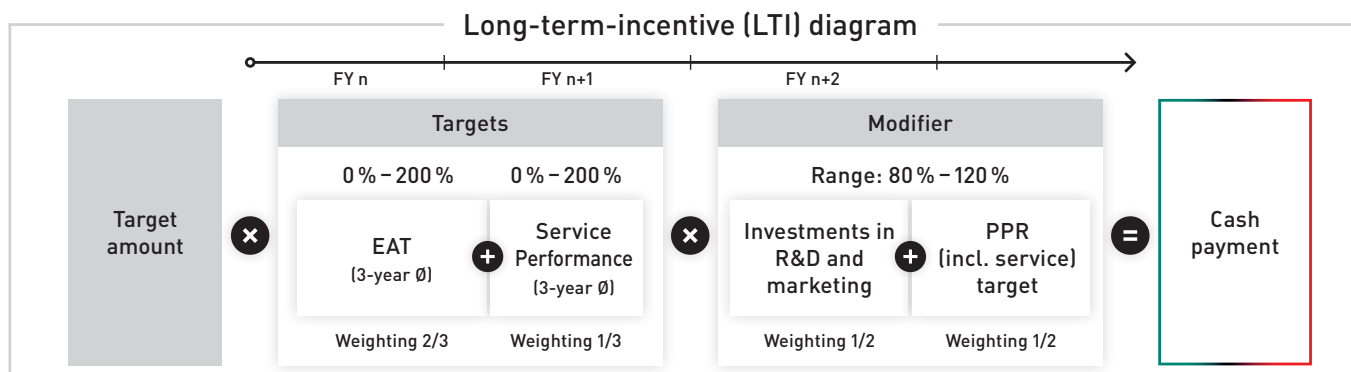 Long-term-incentive (LTI) diagram
FY n
FY n+1
FY n+2
Target
amount
×
Targets
0 % – 200 %
0 % – 200 %
EAT
(3-year Ø)
+
Service
Performance
(3-year Ø)
Weighting 2/3
Weighting 1/3
×
Modifier
Range: 80 % – 120 %
Investments in
R&D and
marketing
+
PPR
(incl. service)
target
Weighting 1/2
Weighting 1/2
=
Cash
payment